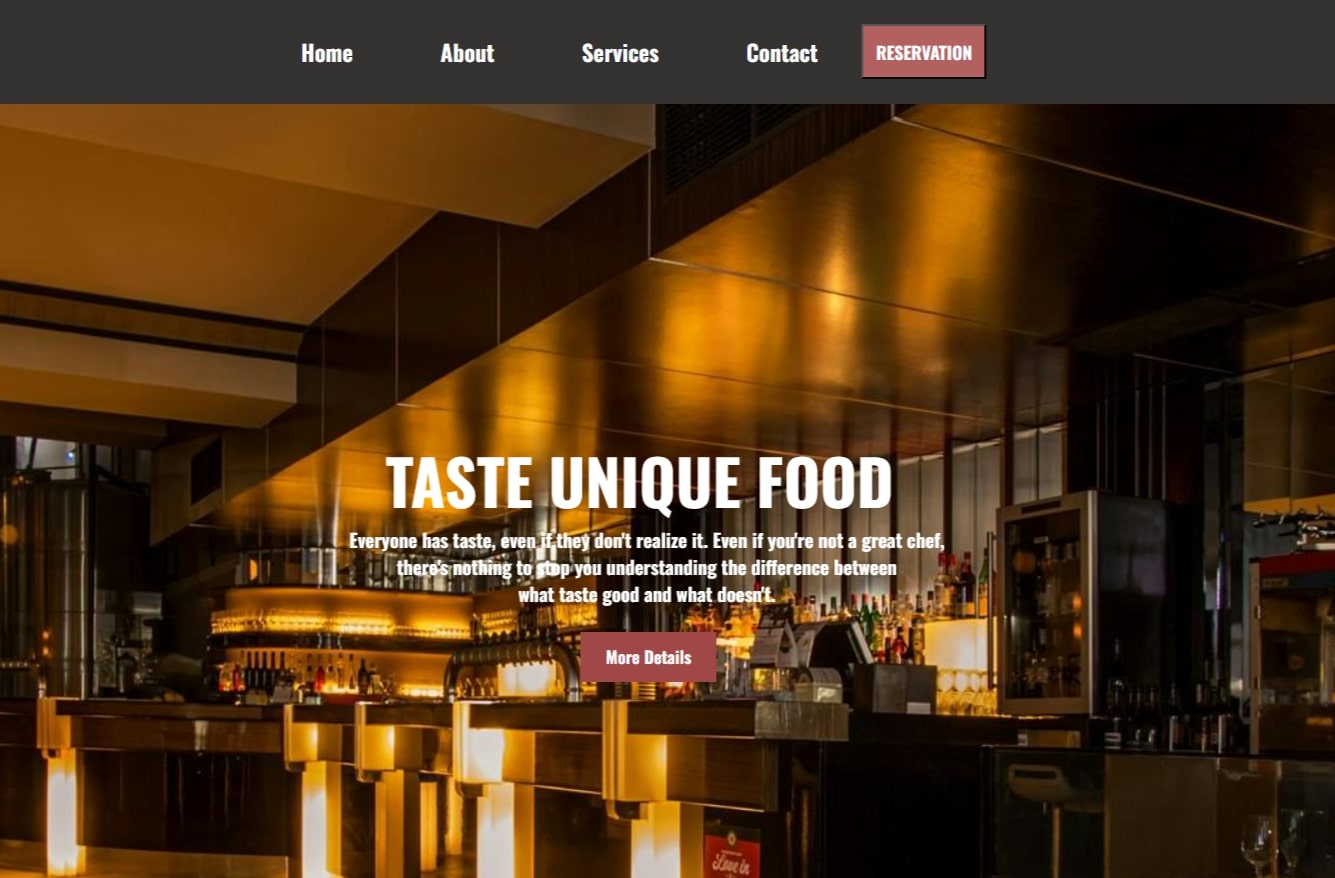 Home About Services Contact RESERVATION
TASTE UNIQUE FOOD
Everyone has taste, even if they don't realize it. Even if you're not a great chef,
there's nothing to stop you understanding the difference between
what taste good and what doesn't.
More Details
Love in